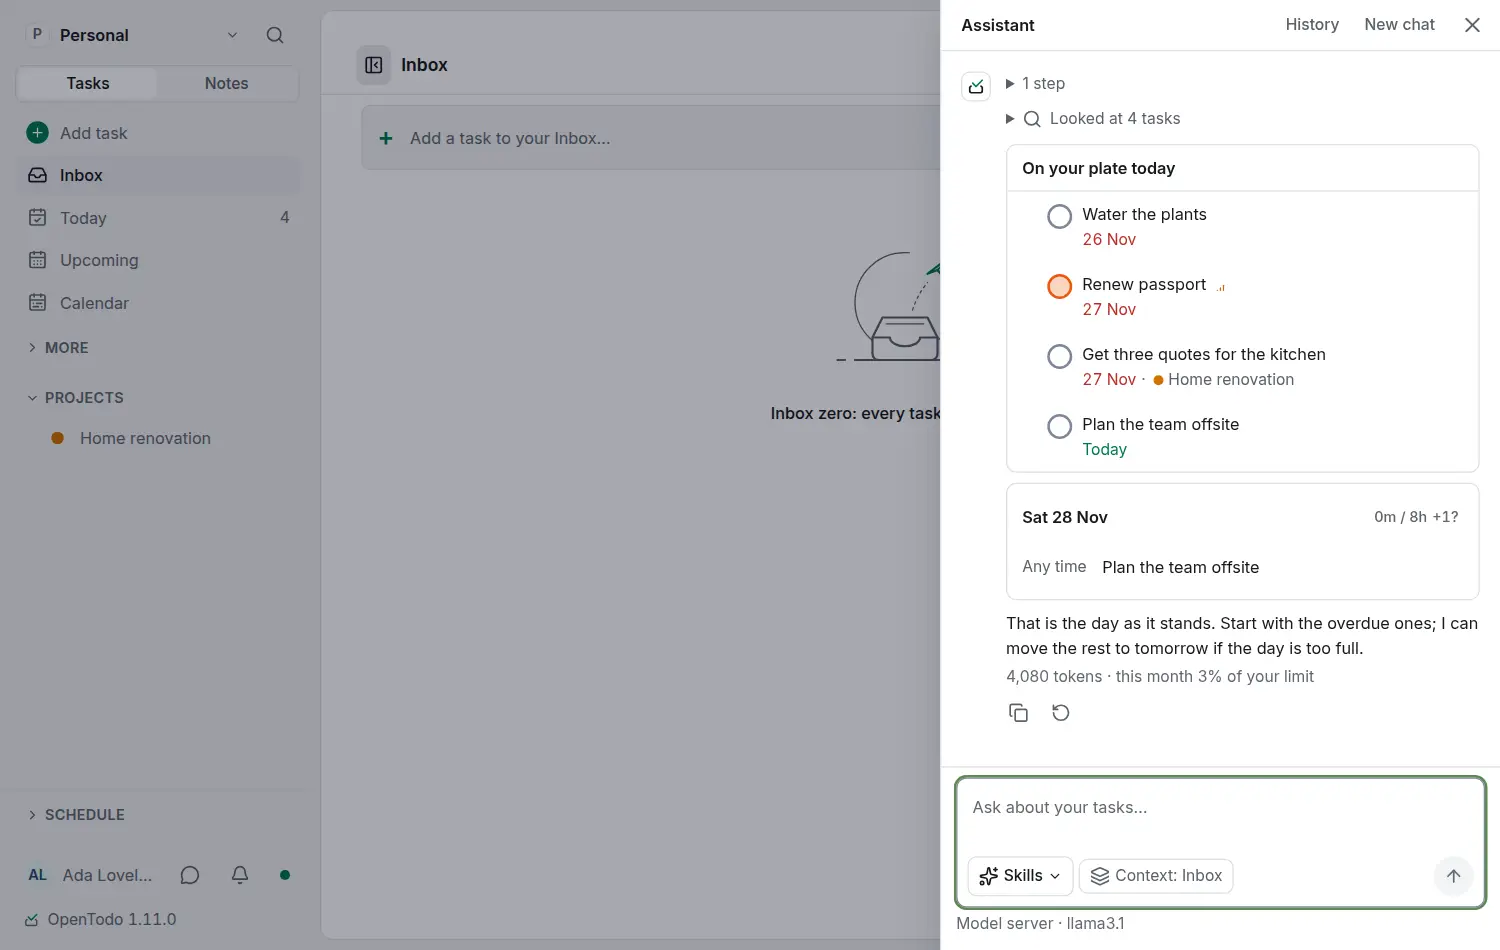 P Personal
Tasks Notes
Add task
Inbox
Today 4
Upcoming
Calendar
MORE
PROJECTS
Home renovation
SCHEDULE
AL Ada Lovel...
OpenTodo 1.11.0
Inbox
Add a task to your Inbox...
Inbox zero: every task
Assistant History New chat
1 step
Looked at 4 tasks
On your plate today
Water the plants
26 Nov
Renew passport
27 Nov
Get three quotes for the kitchen
27 Nov · Home renovation
Plan the team offsite
Today
Sat 28 Nov 0m / 8h +1?
Any time Plan the team offsite
That is the day as it stands. Start with the overdue ones; I can
move the rest to tomorrow if the day is too full.
4,080 tokens · this month 3% of your limit
Ask about your tasks...
Skills Context: Inbox
Model server · llama3.1